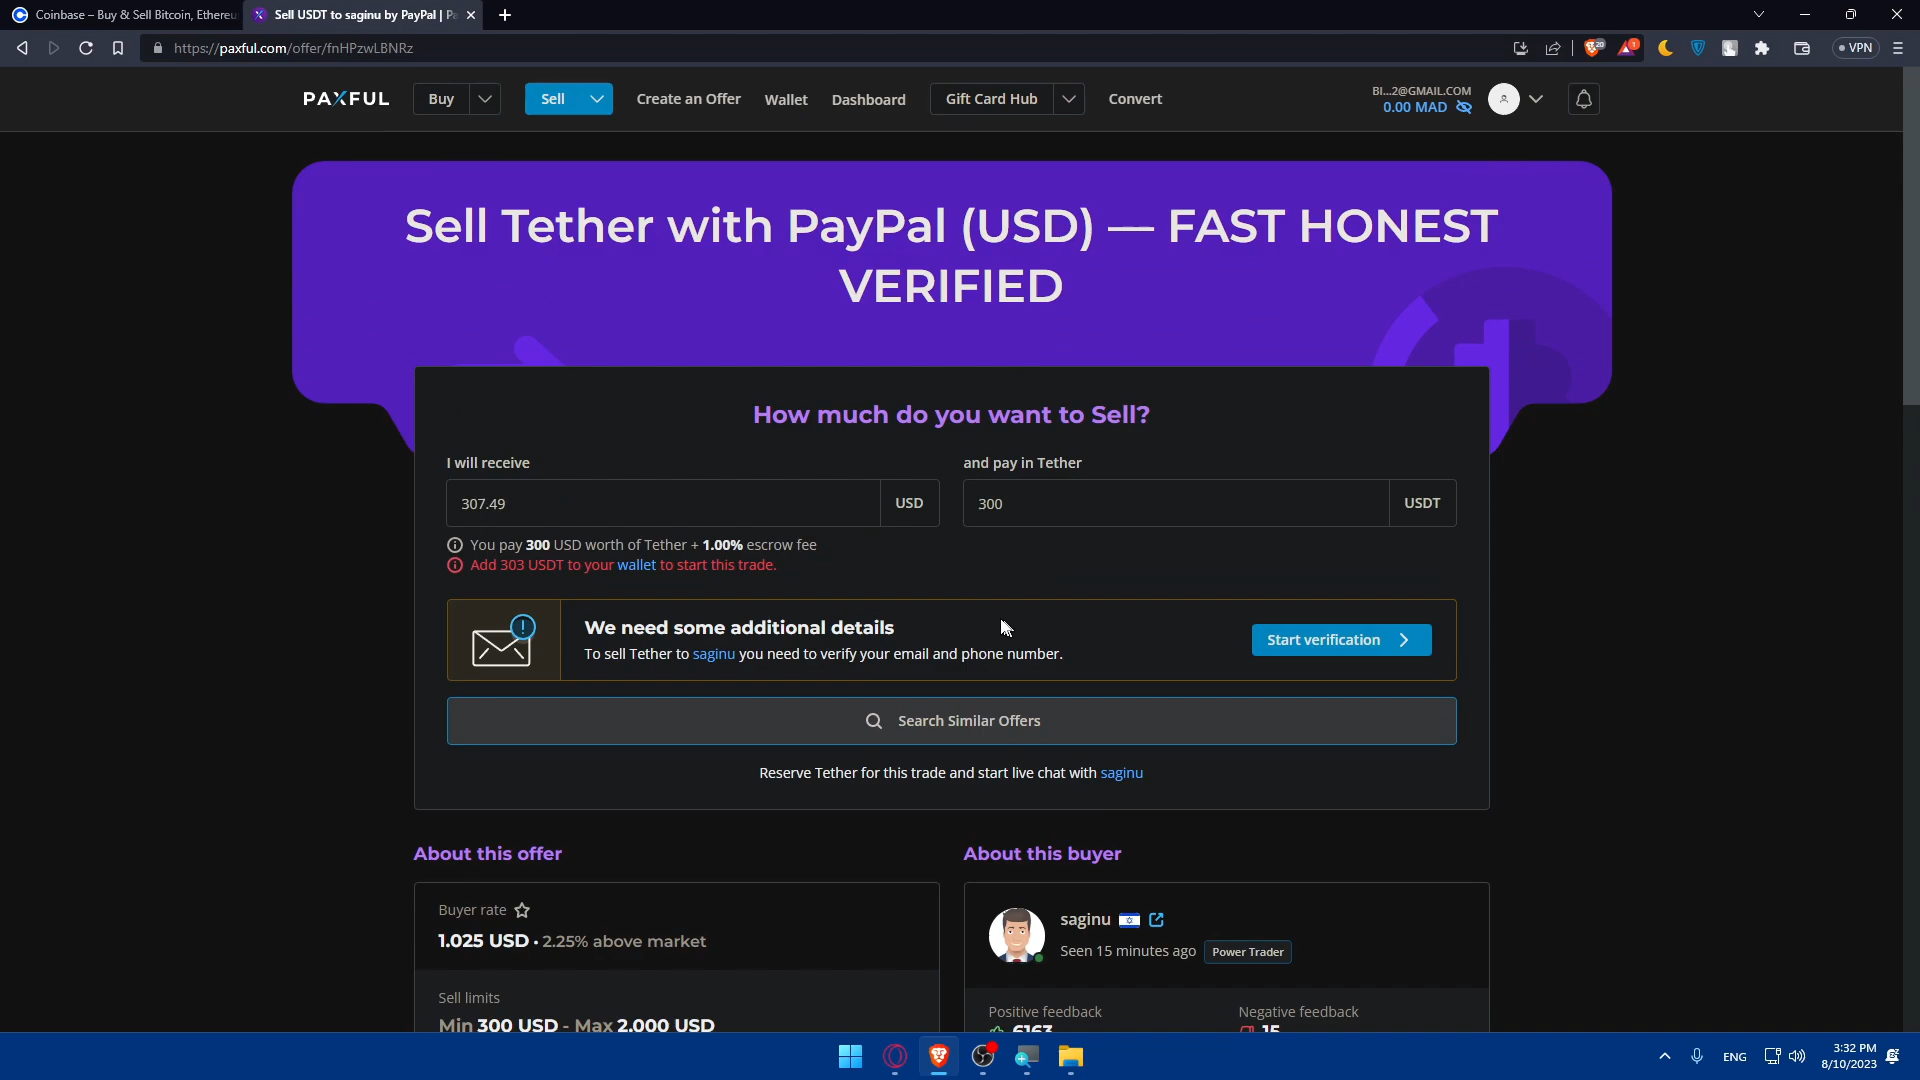 Coinbase – Buy & Sell Bitcoin, Ethereu
Sell USDT to saginu by PayPal | Pa
https://paxful.com/offer/fnHPzwLBNRz
20
1
VPN
PAXFUL
Buy
Sell
Create an Offer
Wallet
Dashboard
Gift Card Hub
Convert
BI...2@GMAIL.COM
0.00 MAD
Sell Tether with PayPal (USD) — FAST HONEST
VERIFIED
How much do you want to Sell?
I will receive
and pay in Tether
307.49
USD
300
USDT
You pay 300 USD worth of Tether + 1.00% escrow fee
Add 303 USDT to your wallet to start this trade.
We need some additional details
To sell Tether to saginu you need to verify your email and phone number.
Start verification
Search Similar Offers
Reserve Tether for this trade and start live chat with saginu
About this offer
About this buyer
Buyer rate
1.025 USD · 2.25% above market
saginu
Seen 15 minutes ago
Power Trader
Sell limits
Min 300 USD - Max 2,000 USD
Positive feedback
6163
Negative feedback
15
ENG
3:32 PM
8/10/2023